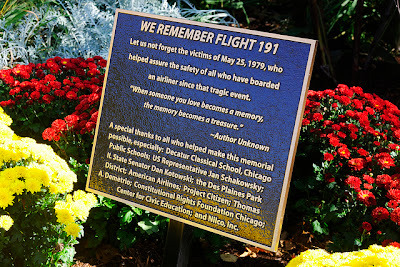 WE REMEMBER FLIGHT 191
Let us not forget the victims of May 25, 1979, who
helped assure the safety of all who have boarded
an airliner since that tragic event.
"When someone you love becomes a memory,
the memory becomes a treasure."
~Author Unknown
A special thanks to all who helped make this memorial
possible, especially: Decatur Classical School, Chicago
Public Schools; US Representative Jan Schakowsky;
Il. State Senator Dan Kotowski; the Des Plaines Park
District; American Airlines; Project Citizen; Thomas
A. Demetrio; Constitutional Rights Foundation Chicago;
Center for Civic Education; and Nilco, Inc.